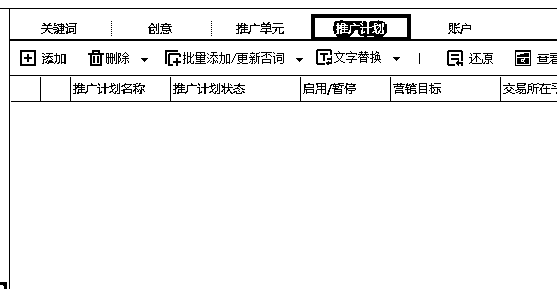 关键词 创意 推广单元 推广计划 账户
添加 删除 批量添加/更新否词 文字替换 还原
推广计划名称 推广计划状态 启用/暂停 营销目标 交易所在